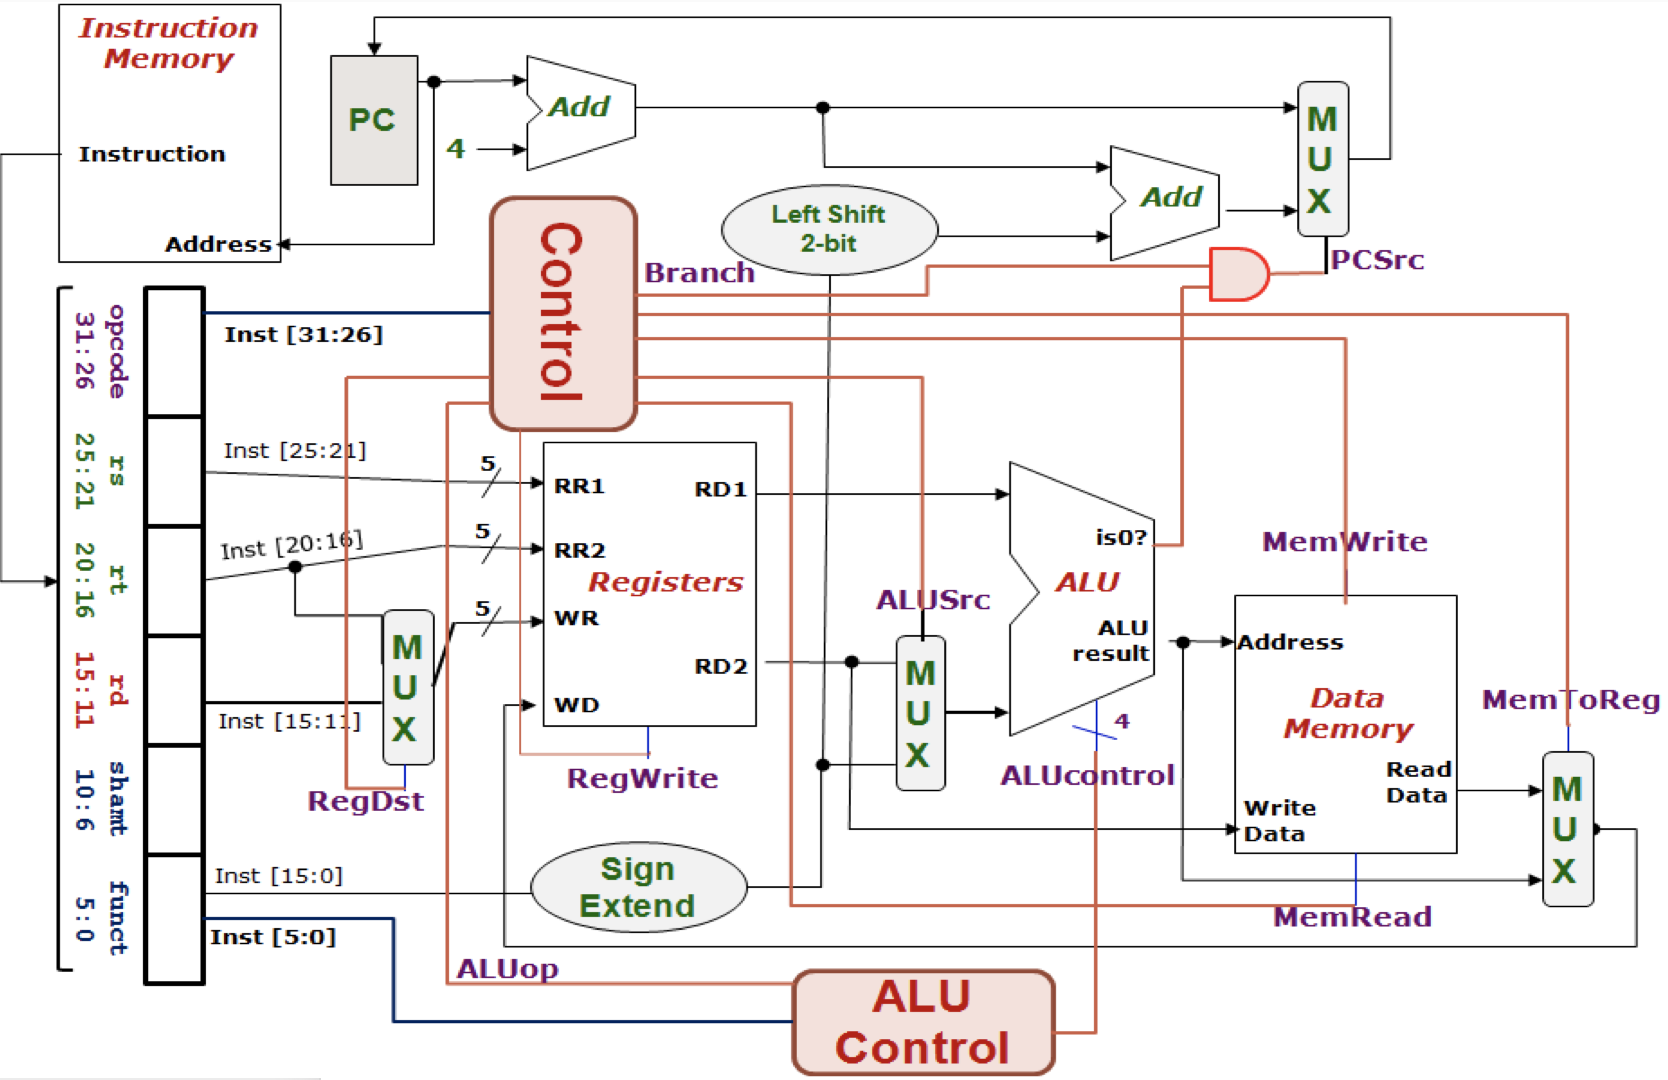 Instruction
Memory
Instruction
Address
PC
4
Add
Add
M
U
X
PCSrc
Left Shift
2-bit
Control
Branch
opcode
31:26
Inst [31:26]
rs
25:21
Inst [25:21]
5
rt
20:16
Inst [20:16]
5
rd
15:11
Inst [15:11]
5
shamt
10:6
funct
5:0
Inst [15:0]
Inst [5:0]
M
U
X
RegDst
RR1
RR2
WR
WD
RD1
RD2
Registers
RegWrite
Sign
Extend
ALUSrc
M
U
X
is0?
ALU
ALU
result
4
ALUcontrol
MemWrite
Address
Data
Memory
Read
Data
Write
Data
MemRead
MemToReg
M
U
X
ALUop
ALU
Control